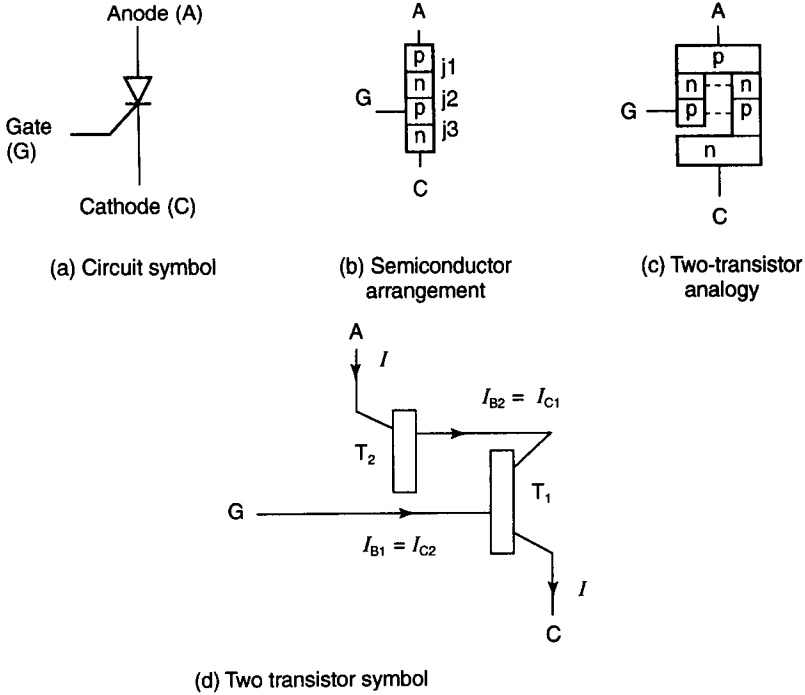 Anode (A)
Gate
(G)
Cathode (C)
(a) Circuit symbol
A
p
j1
n
j2
G
p
j3
n
C
(b) Semiconductor
arrangement
A
p
n n
G
p p
n
C
(c) Two-transistor
analogy
A
I
I_B2 = I_C1
T_2
T_1
G
I_B1 = I_C2
I
C
(d) Two transistor symbol